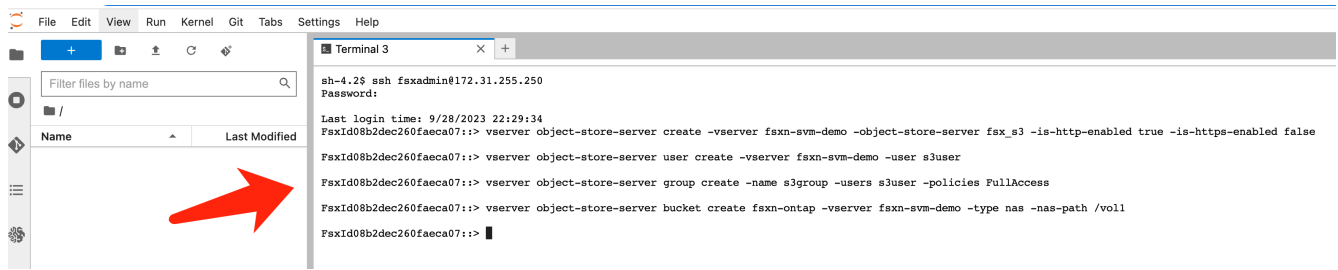 File Edit View Run Kernel Git Tabs Settings Help
+
Filter files by name
/
Name Last Modified
Terminal 3
sh-4.2$ ssh fsxadmin@172.31.255.250
Password:
Last login time: 9/28/2023 22:29:34
FsxId08b2dec260faeca07::> vserver object-store-server create -vserver fsxn-svm-demo -object-store-server fsx_s3 -is-http-enabled true -is-https-enabled false
FsxId08b2dec260faeca07::> vserver object-store-server user create -vserver fsxn-svm-demo -user s3user
FsxId08b2dec260faeca07::> vserver object-store-server group create -name s3group -users s3user -policies FullAccess
FsxId08b2dec260faeca07::> vserver object-store-server bucket create fsxn-ontap -vserver fsxn-svm-demo -type nas -nas-path /vol1
FsxId08b2dec260faeca07::>